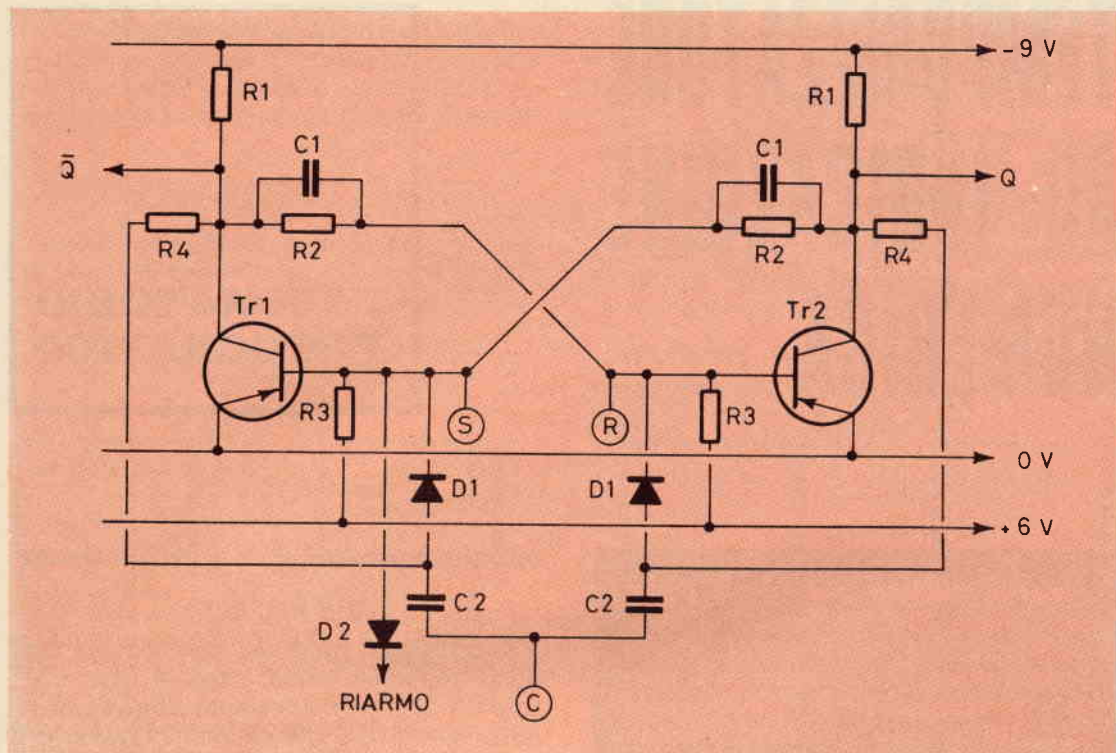 -9 V
R1
R1
C1
C1
Q̄
Q
R4
R2
R2
R4
Tr1
Tr2
R3
R3
S
R
0 V
D1
D1
+6 V
C2
C2
D2
RIARMO
C